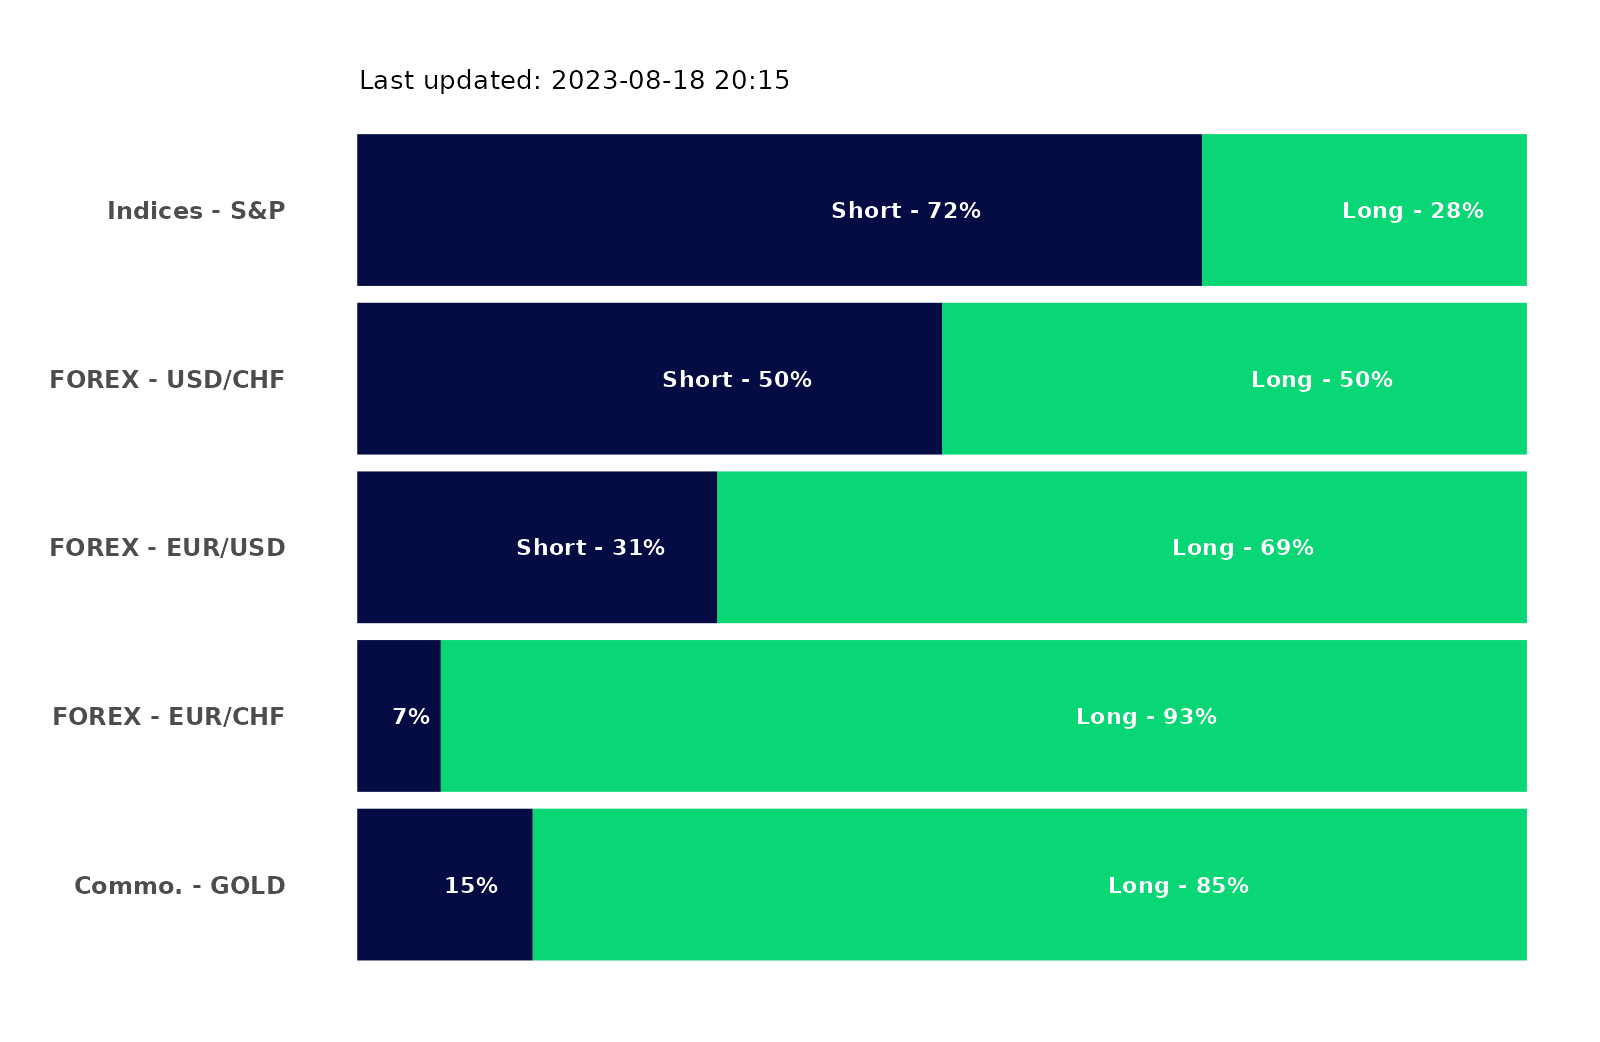 Last updated: 2023-08-18 20:15
Indices - S&P Short - 72% Long - 28%
FOREX - USD/CHF Short - 50% Long - 50%
FOREX - EUR/USD Short - 31% Long - 69%
FOREX - EUR/CHF 7% Long - 93%
Commo. - GOLD 15% Long - 85%